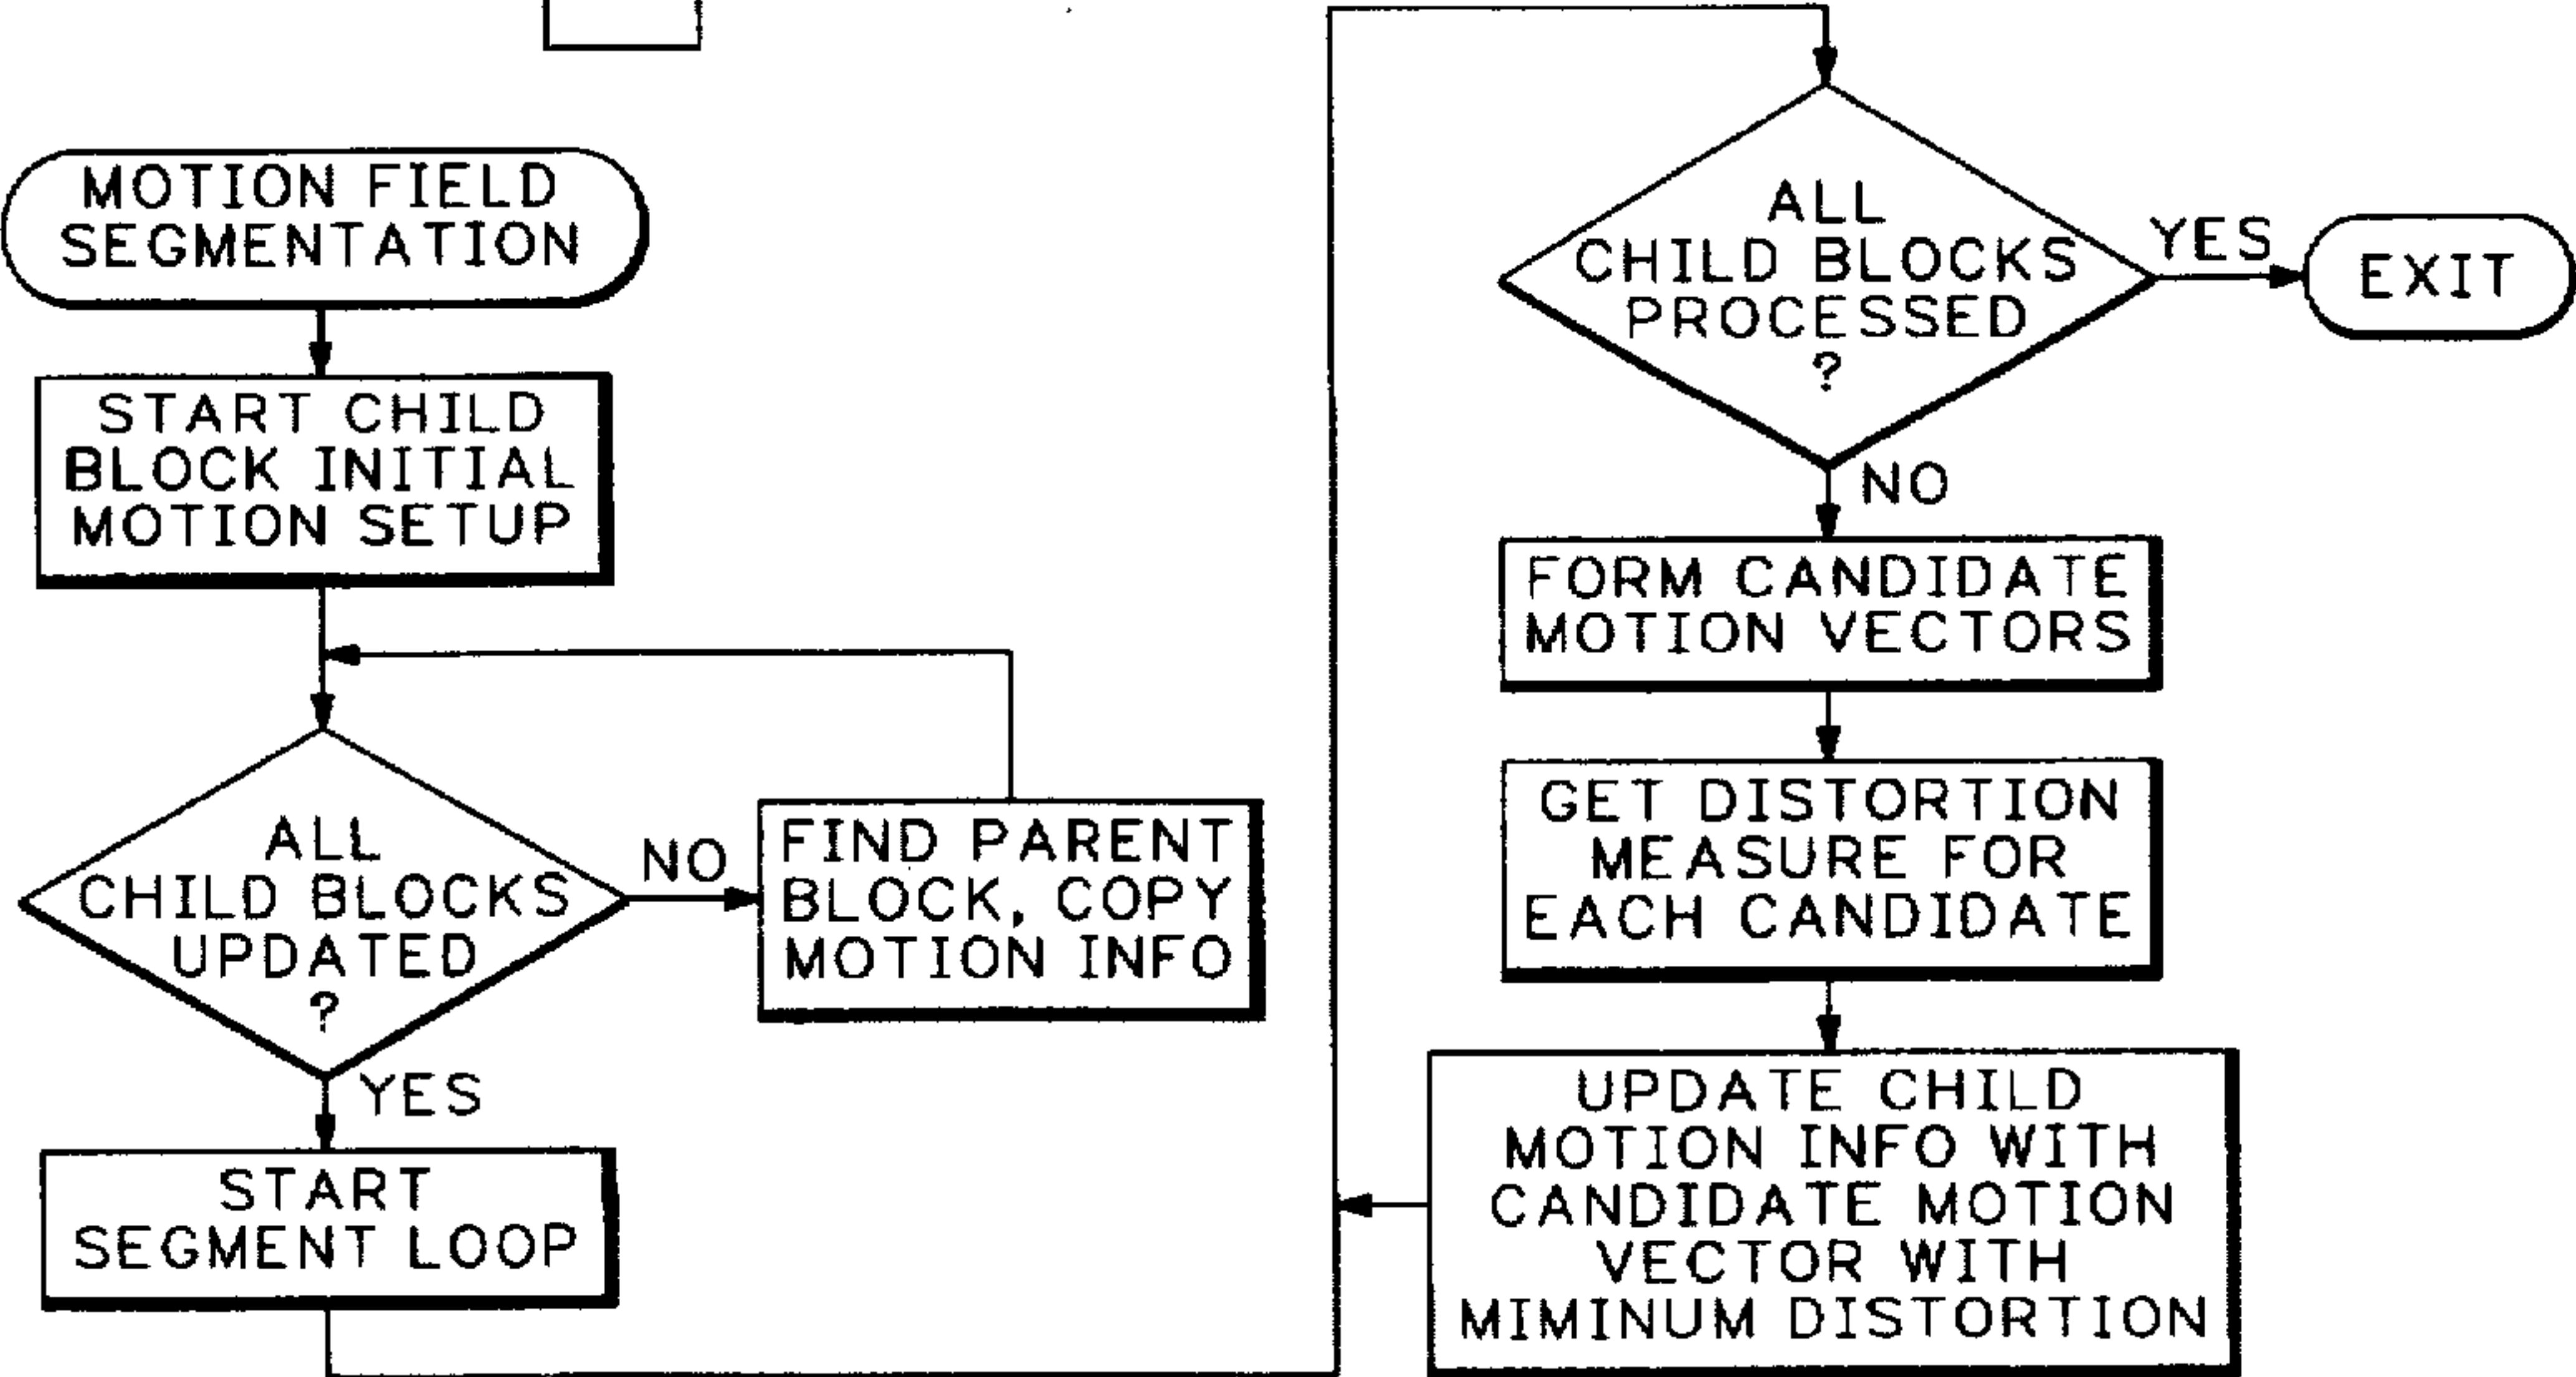 MOTION FIELD
SEGMENTATION
START CHILD
BLOCK INITIAL
MOTION SETUP
ALL
CHILD BLOCKS
UPDATED
?
NO
FIND PARENT
BLOCK, COPY
MOTION INFO
YES
START
SEGMENT LOOP
ALL
CHILD BLOCKS
PROCESSED
?
YES
EXIT
NO
FORM CANDIDATE
MOTION VECTORS
GET DISTORTION
MEASURE FOR
EACH CANDIDATE
UPDATE CHILD
MOTION INFO WITH
CANDIDATE MOTION
VECTOR WITH
MIMINUM DISTORTION